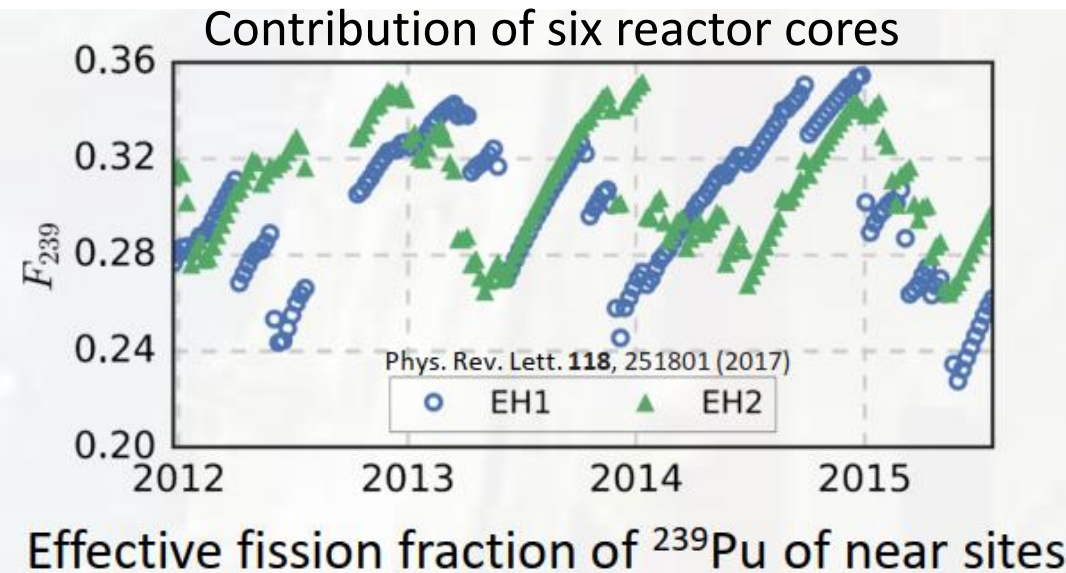 Contribution of six reactor cores
0.36
0.32
0.28
0.24
0.20
F₂₃₉
Phys. Rev. Lett. 118, 251801 (2017)
EH1 EH2
2012 2013 2014 2015
Effective fission fraction of ²³⁹Pu of near sites